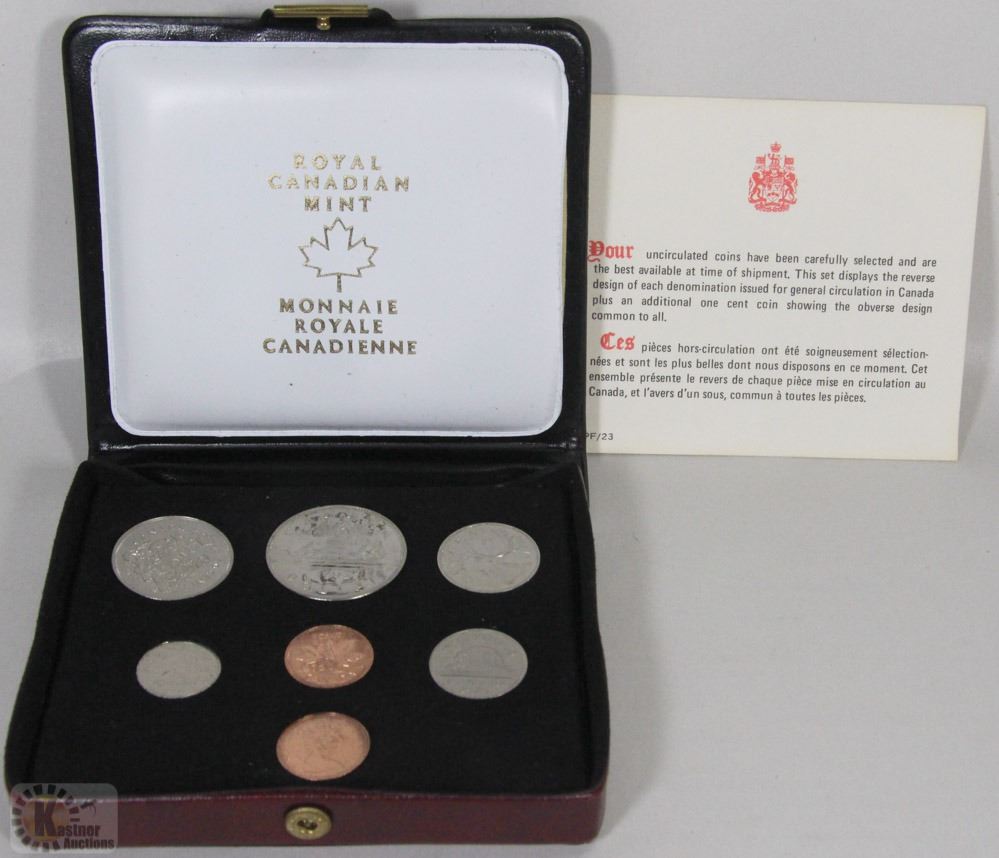 ROYAL
CANADIAN
MINT
MONNAIE
ROYALE
CANADIENNE
Your uncirculated coins have been carefully selected and are
the best available at time of shipment. This set displays the reverse
design of each denomination issued for general circulation in Canada
plus an additional one cent coin showing the obverse design
common to all.
Ces pièces hors-circulation ont été soigneusement sélection-
nées et sont les plus belles dont nous disposons en ce moment. Cet
ensemble présente le revers de chaque pièce mise en circulation au
Canada, et l'avers d'un sous, commun à toutes les pièces.
PF/23
Kastner
Auctions